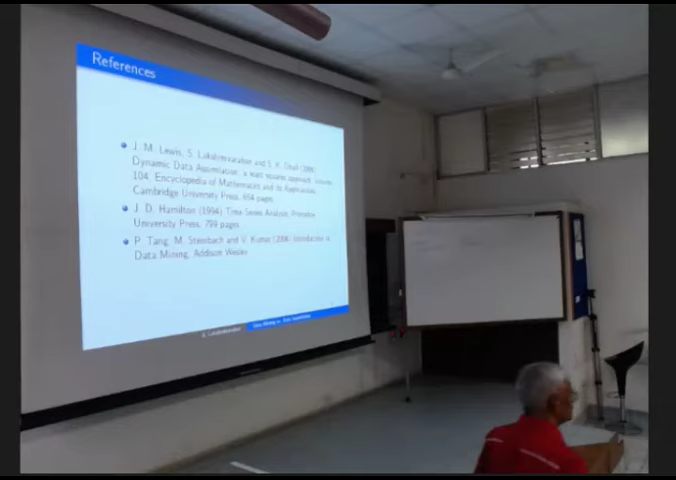 References
J. M. Lewis, S. Lakshmivarahan and S. K. Dhall (2006)
Dynamic Data Assimilation: a least squares approach, Volume
104, Encyclopedia of Mathematics and its Applications,
Cambridge University Press, 654 pages
J. D. Hamilton (1994) Time Series Analysis, Princeton
University Press, 799 pages
P. Tang, M. Steinbach and V. Kumar (2006) Introduction to
Data Mining, Addison Wesley
S. Lakshmivarahan